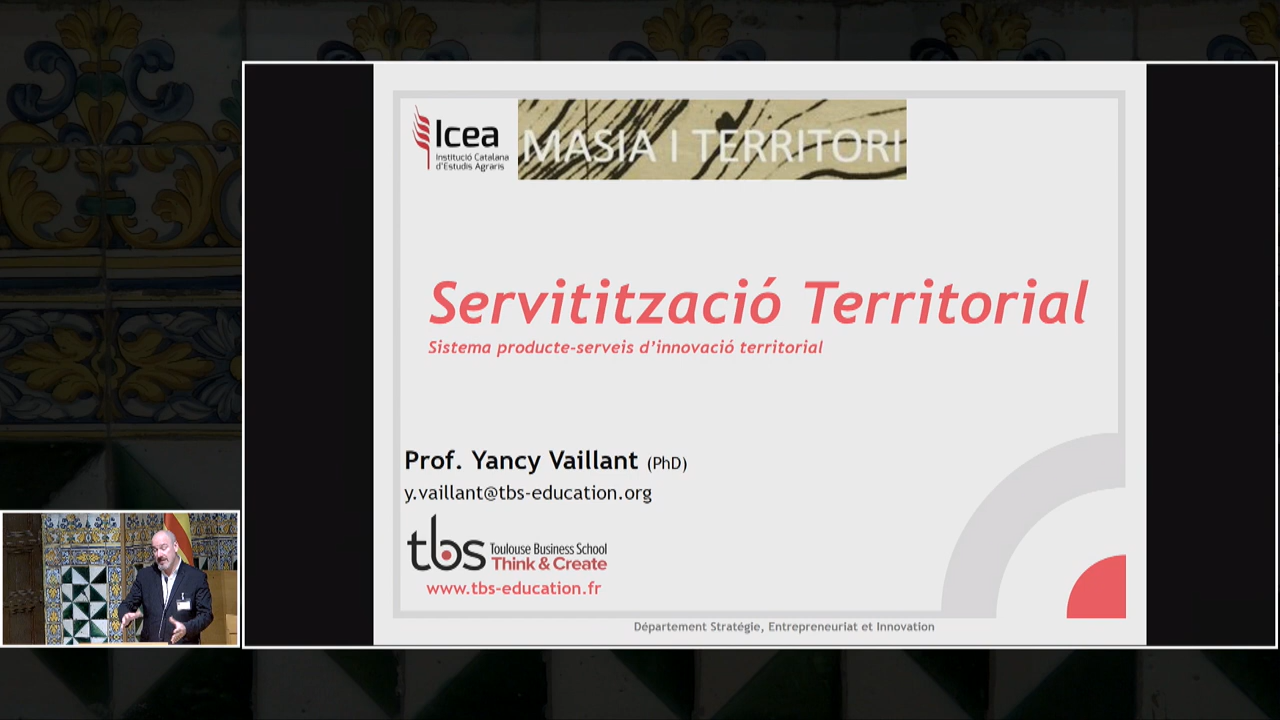 Icea
Institució Catalana
d'Estudis Agraris
MASIA I TERRITORI
Servitització Territorial
Sistema producte-serveis d'innovació territorial
Prof. Yancy Vaillant (PhD)
y.vaillant@tbs-education.org
tbs Toulouse Business School
Think & Create
www.tbs-education.fr
Département Stratégie, Entrepreneuriat et Innovation